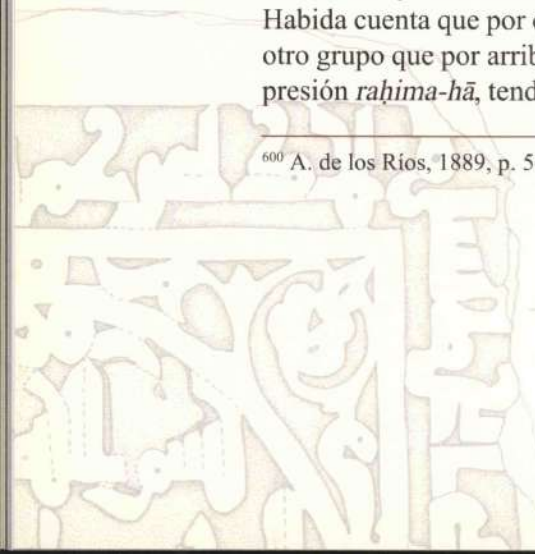 Habida cuenta que por
otro grupo que por arrib
presión raḥima-hā, tend
600 A. de los Ríos, 1889, p. 5